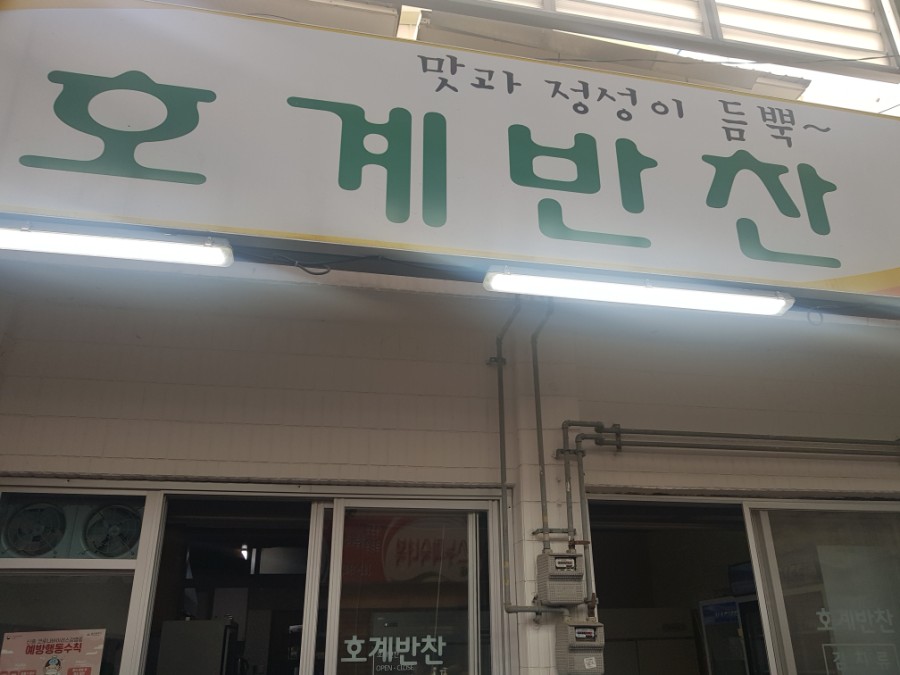 맛과 정성이 듬뿍~
호계반찬
호계반찬
OPEN - CLOSE
호계반찬
예방행동수칙